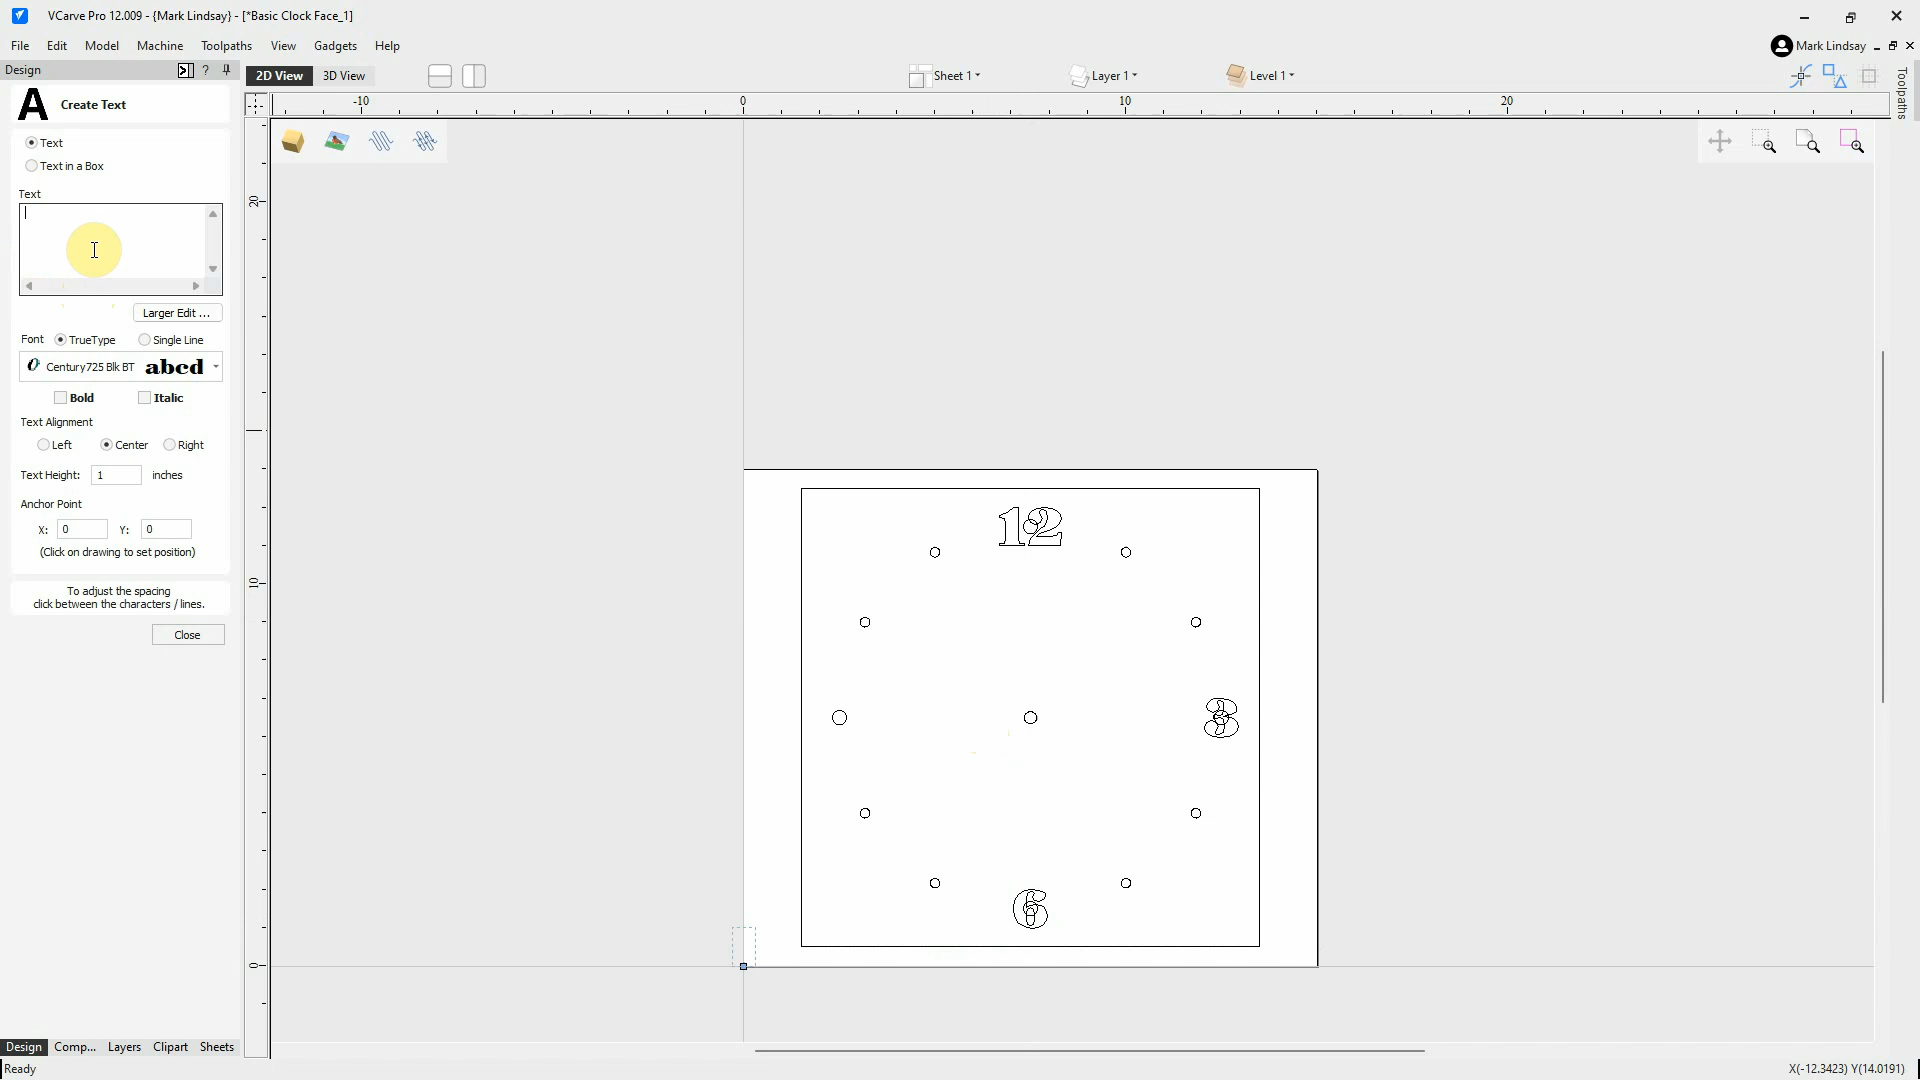 VCarve Pro 12.009 - {Mark Lindsay} - [*Basic Clock Face_1]
File Edit Model Machine Toolpaths View Gadgets Help
Mark Lindsay
Design ?
2D View 3D View
Sheet 1
Layer 1
Level 1
Toolpaths
A Create Text
-10 0 10 20
20
10
0
Text
Text in a Box
Text
Larger Edit ...
Font TrueType Single Line
O Century725 Blk BT abcd
Bold Italic
Text Alignment
Left Center Right
Text Height: 1 inches
Anchor Point
X: 0 Y: 0
(Click on drawing to set position)
To adjust the spacing
click between the characters / lines.
Close
12
3
6
Design Comp... Layers Clipart Sheets
Ready
X(-12.3423) Y(14.0191)